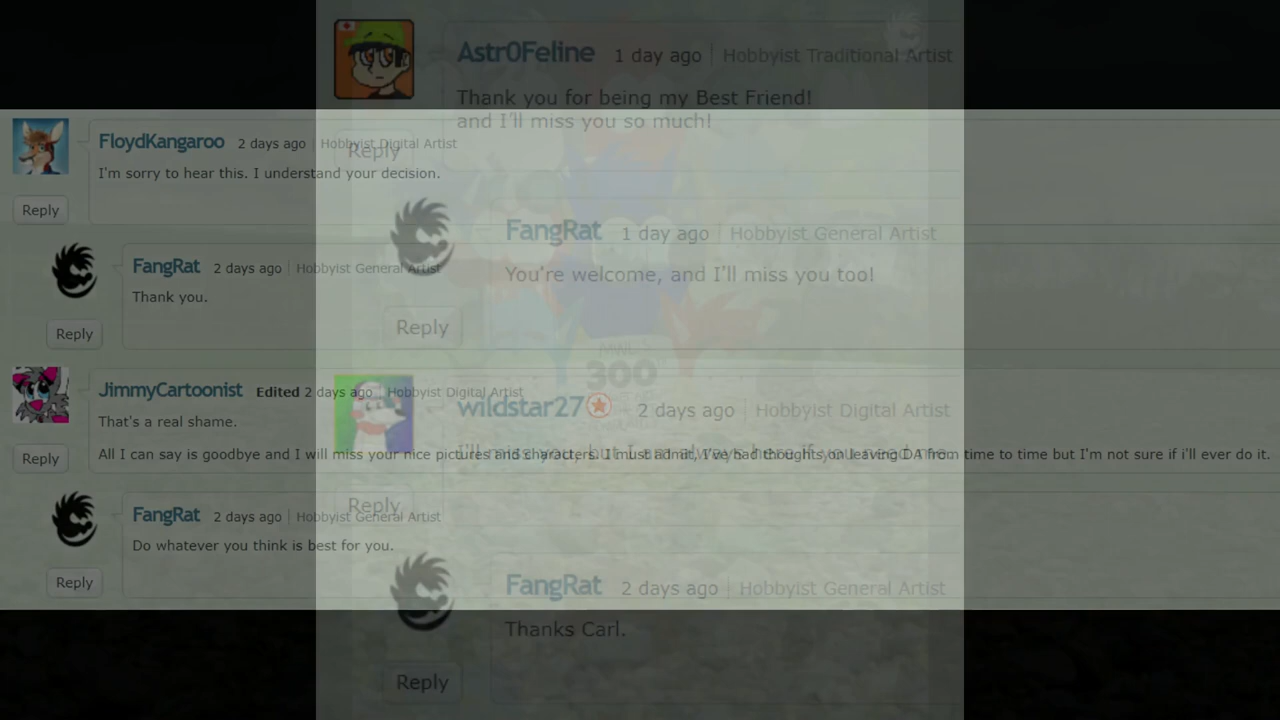 Astr0Feline 1 day ago | Hobbyist Traditional Artist
Thank you for being my Best Friend!
and I'll miss you so much!
Reply
FangRat 1 day ago | Hobbyist General Artist
You're welcome, and I'll miss you too!
Reply
300
wildstar27 2 days ago | Hobbyist Digital Artist
I'll miss you, but I
Reply
FangRat 2 days ago | Hobbyist General Artist
Thanks Carl.
Reply
FloydKangaroo 2 days ago | Hobbyist Digital Artist
I'm sorry to hear this. I understand your decision.
Reply
FangRat 2 days ago | Hobbyist General Artist
Thank you.
Reply
JimmyCartoonist Edited 2 days ago | Hobbyist Digital Artist
That's a real shame.
All I can say is goodbye and I will miss your nice pictures and characters. I must admit, I've had thoughts on leaving DA from time to time but I'm not sure if i'll ever do it.
Reply
FangRat 2 days ago | Hobbyist General Artist
Do whatever you think is best for you.
Reply